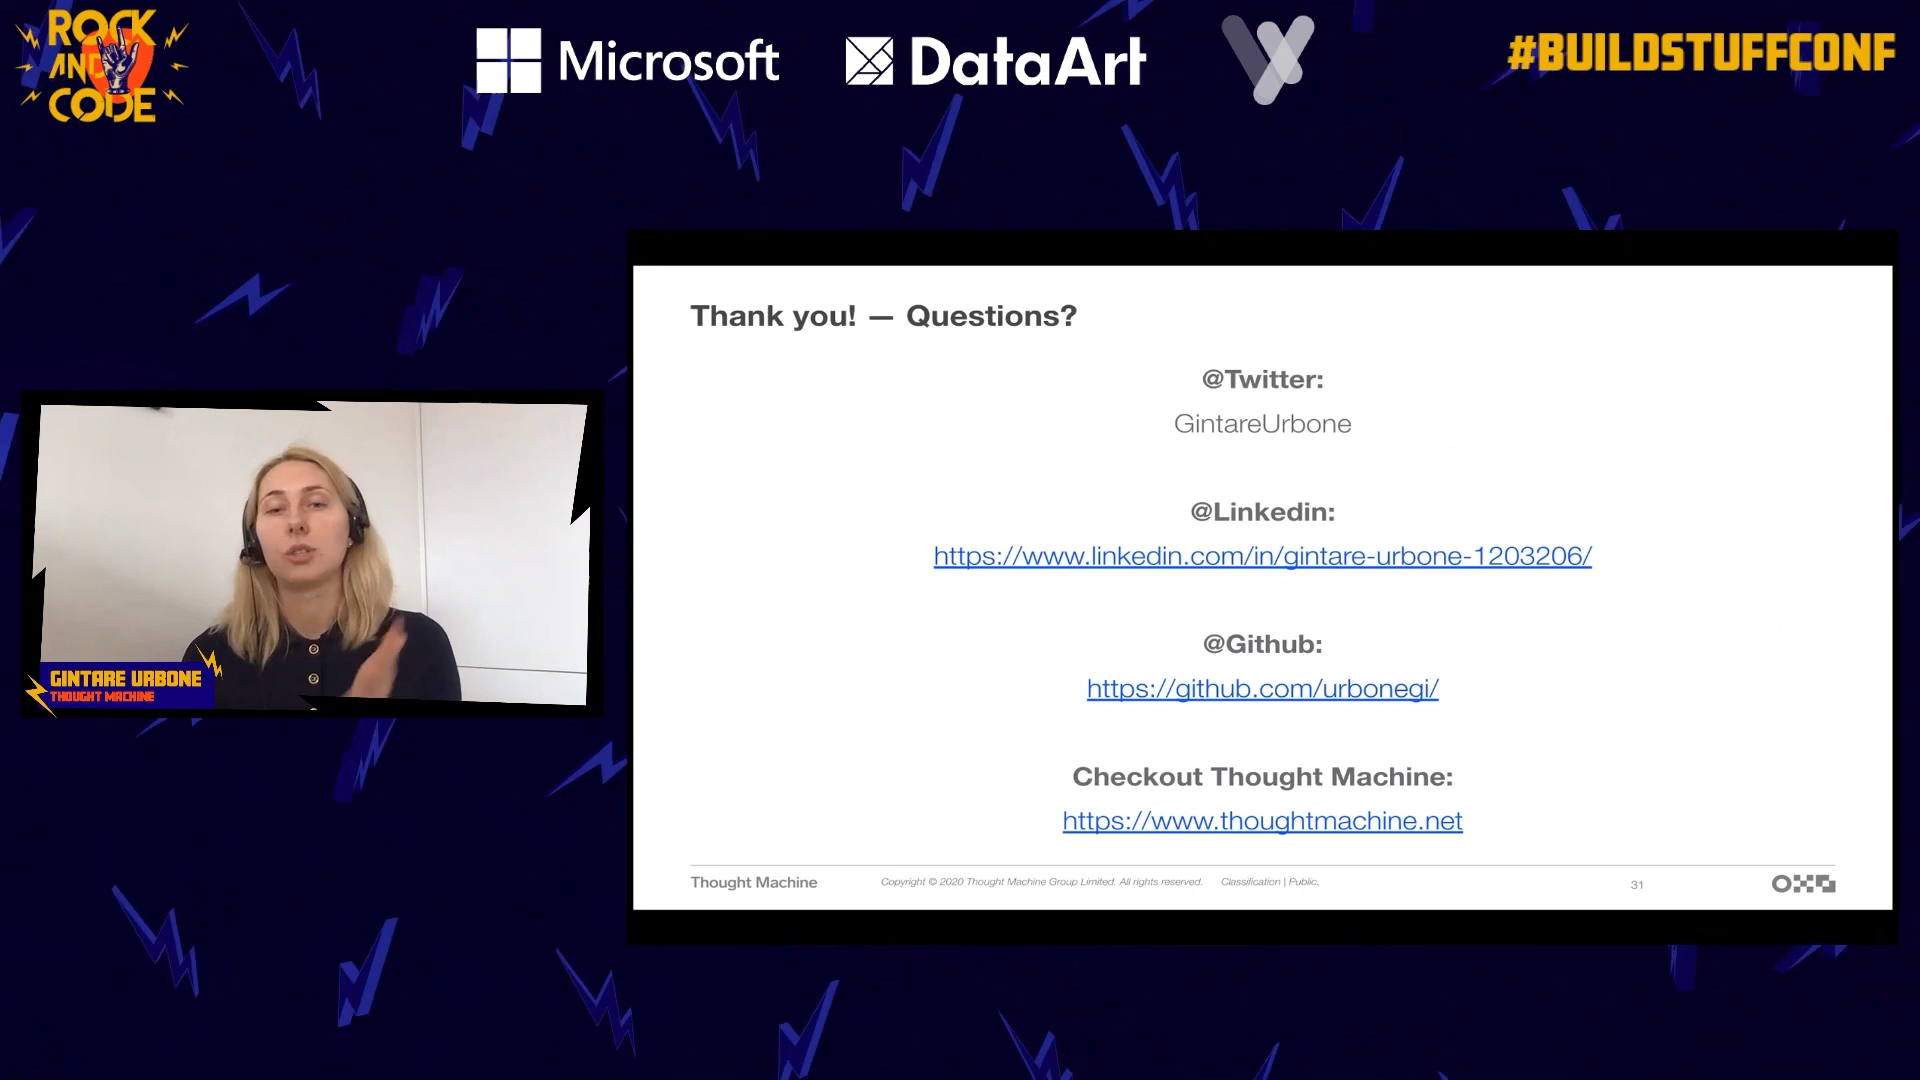 ROCK
AND
CODE
Microsoft
DataArt
#BUILDSTUFFCONF
Thank you! — Questions?
@Twitter:
GintareUrbone
@Linkedin:
https://www.linkedin.com/in/gintare-urbone-1203206/
@Github:
https://github.com/urbonegi/
Checkout Thought Machine:
https://www.thoughtmachine.net
Thought Machine
Copyright © 2020 Thought Machine Group Limited. All rights reserved.
Classification | Public.
31
GINTARE URBONE
THOUGHT MACHINE